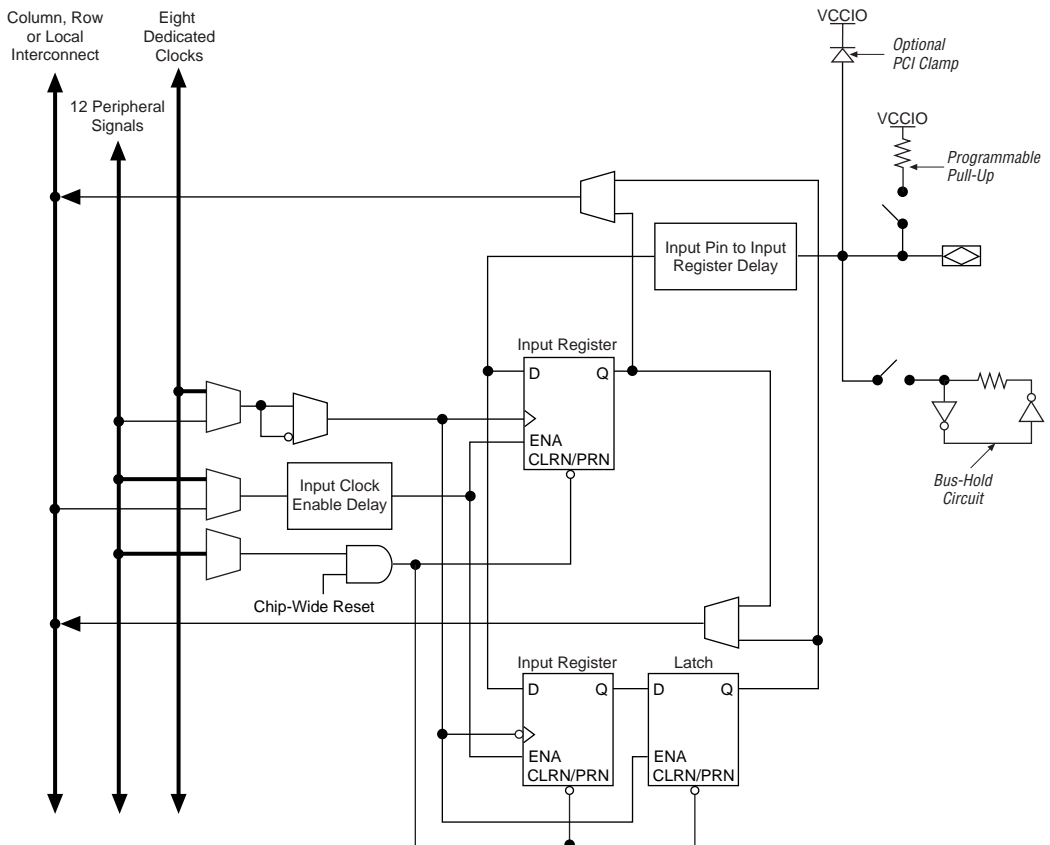 Column, Row
or Local
Interconnect
Eight
Dedicated
Clocks
12 Peripheral
Signals
VCCIO
Optional
PCI Clamp
VCCIO
Programmable
Pull-Up
Input Pin to Input
Register Delay
Input Register
D
Q
ENA
CLRN/PRN
Input Clock
Enable Delay
Chip-Wide Reset
Bus-Hold
Circuit
Input Register
D
Q
ENA
CLRN/PRN
Latch
D
Q
ENA
CLRN/PRN